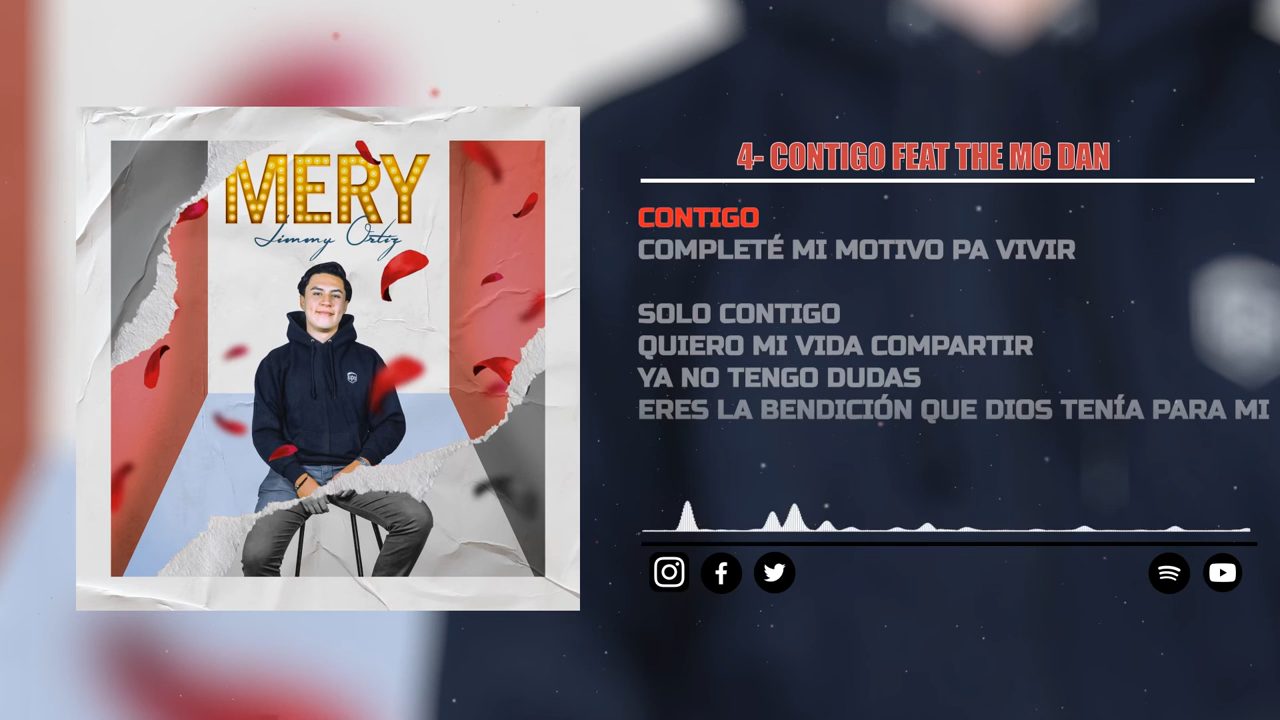 MERY
Jimmy Ortiz
4- CONTIGO FEAT THE MC DAN
CONTIGO
COMPLETÉ MI MOTIVO PA VIVIR
SOLO CONTIGO
QUIERO MI VIDA COMPARTIR
YA NO TENGO DUDAS
ERES LA BENDICIÓN QUE DIOS TENÍA PARA MI